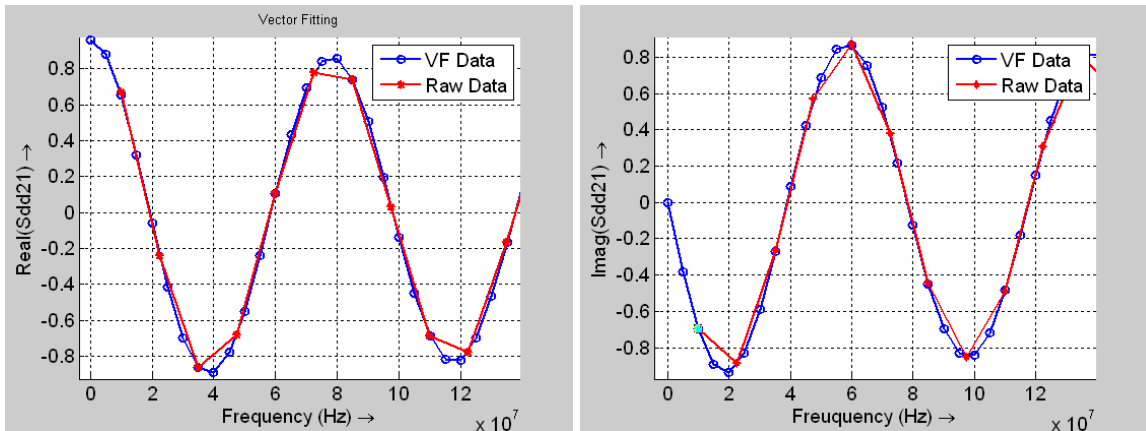 Vector Fitting
Real(Sdd21) →
0.8
0.6
0.4
0.2
0
-0.2
-0.4
-0.6
-0.8
VF Data
Raw Data
0 2 4 6 8 10 12
x 10^7
Frequency (Hz) →
Imag(Sdd21) →
0.8
0.6
0.4
0.2
0
-0.2
-0.4
-0.6
-0.8
VF Data
Raw Data
0 2 4 6 8 10 12
x 10^7
Freuquency (Hz) →